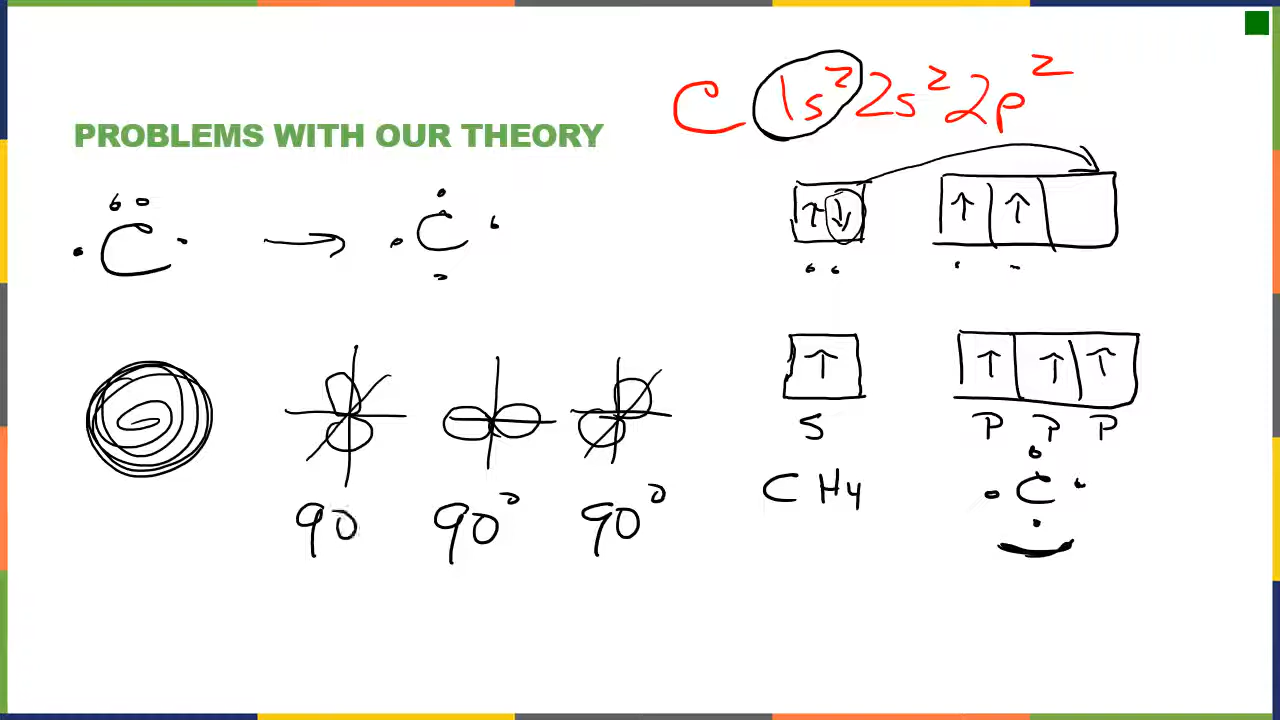 C 1s²2s²2p²
PROBLEMS WITH OUR THEORY
C → C
S P P P
CH4 C
90 90° 90°